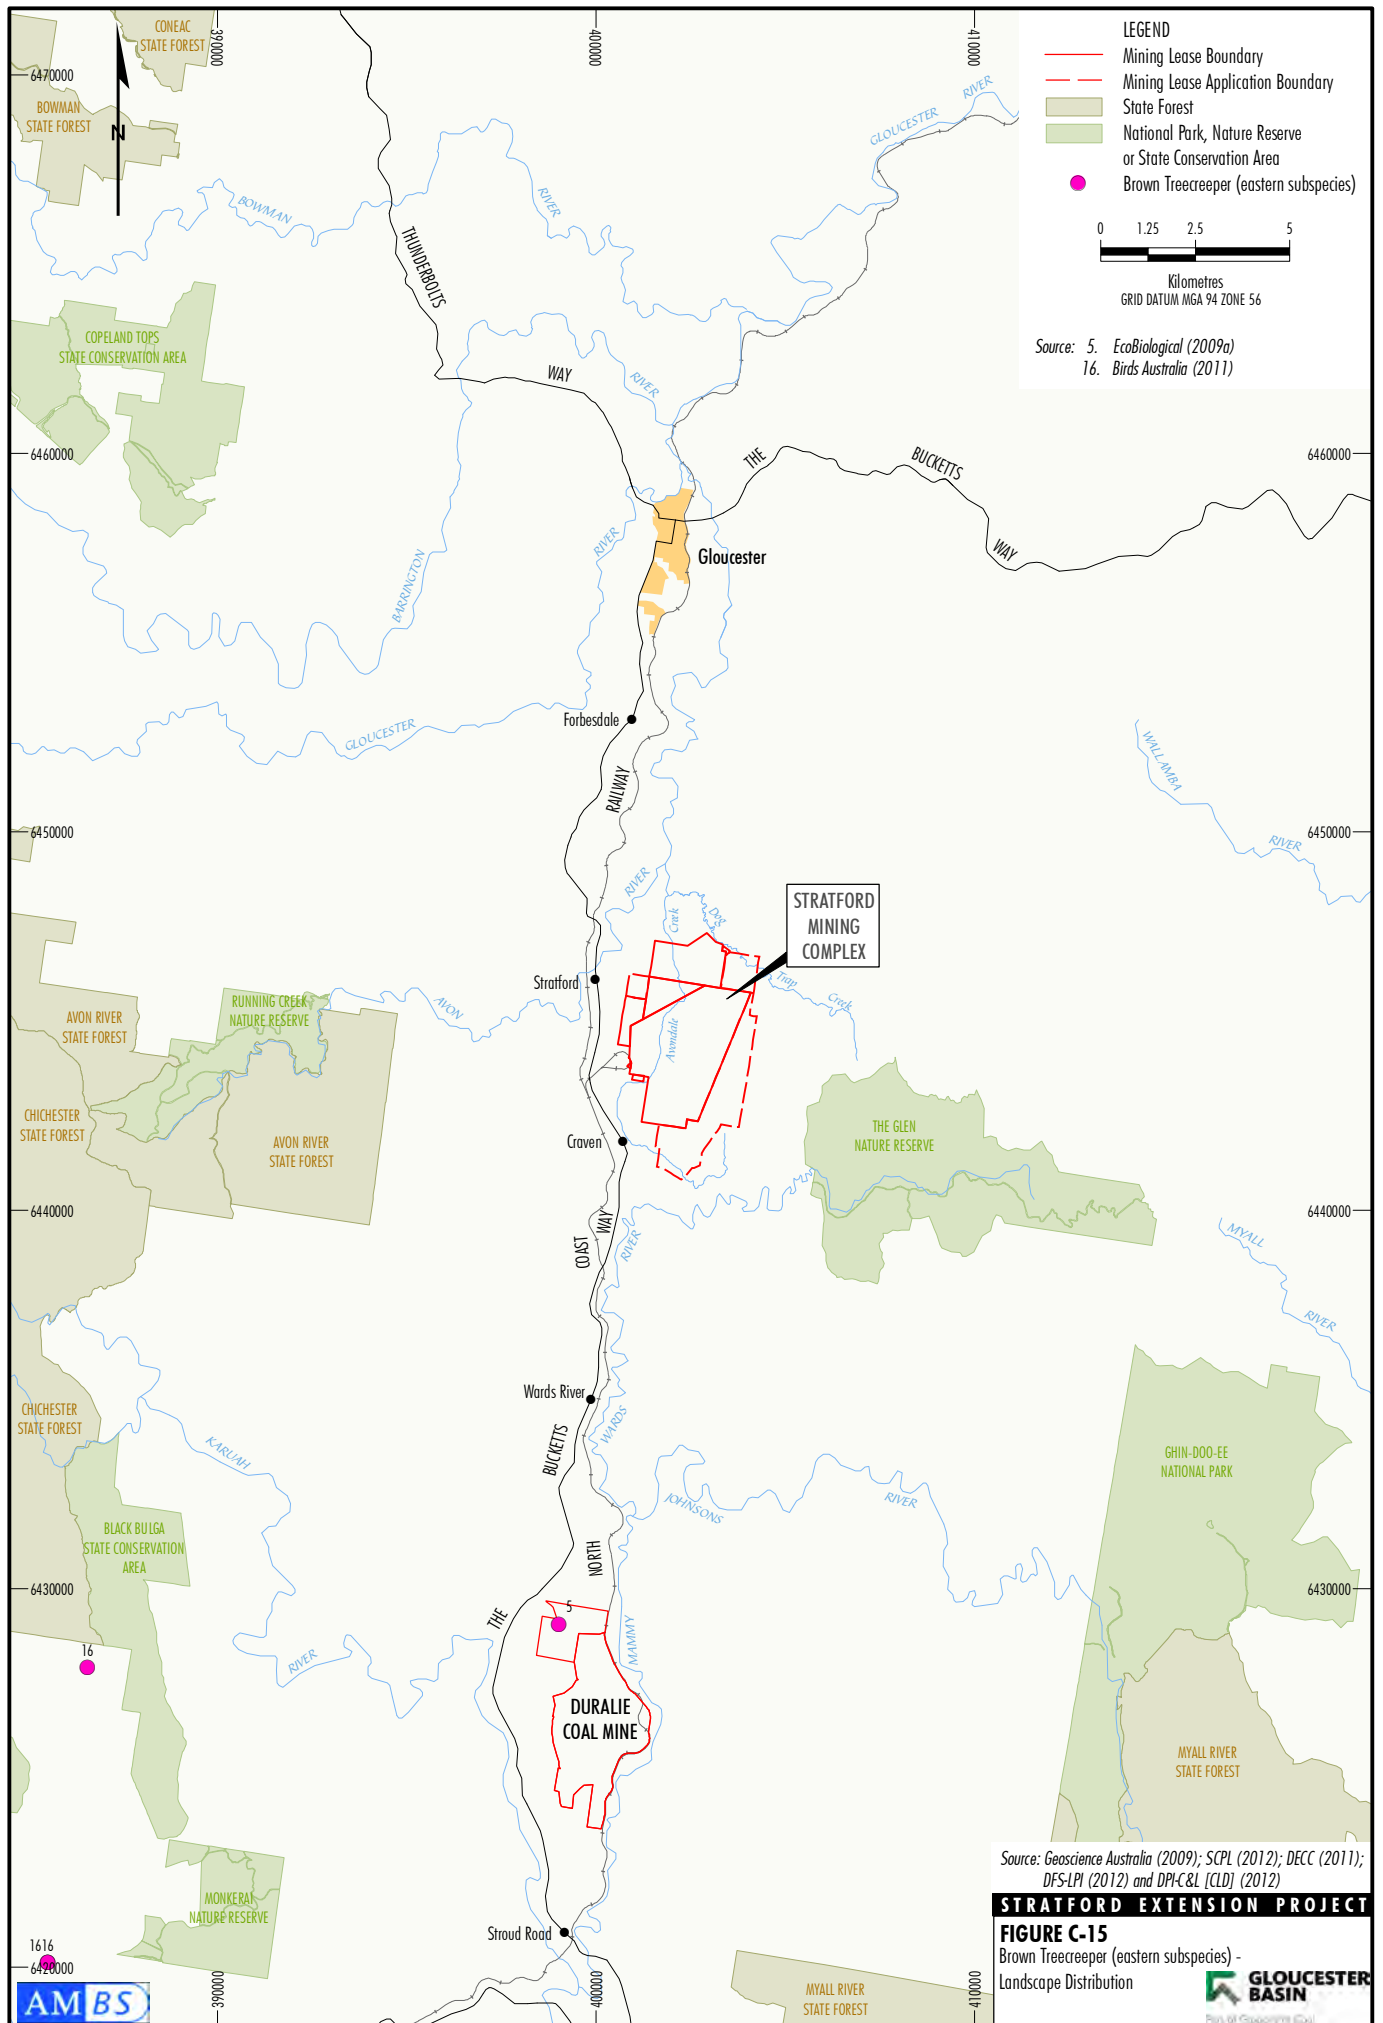 CONEAC
STATE FOREST
390000
400000
410000
6470000
BOWMAN
STATE FOREST
N
LEGEND
Mining Lease Boundary
Mining Lease Application Boundary
State Forest
National Park, Nature Reserve
or State Conservation Area
Brown Treecreeper (eastern subspecies)
0 1.25 2.5 5
Kilometres
GRID DATUM MGA 94 ZONE 56
Source: 5. EcoBiological (2009a)
16. Birds Australia (2011)
GLOUCESTER
RIVER
BOWMAN
RIVER
THUNDERBOLTS
WAY
COPELAND TOPS
STATE CONSERVATION AREA
RIVER
6460000
THE
BUCKETTS
WAY
6460000
RIVER
Gloucester
BARRINGTON
Forbesdale
GLOUCESTER
WALLAMBA
RIVER
RAILWAY
6450000
6450000
RIVER
STRATFORD
MINING
COMPLEX
Creek
Dog
Trap
Creek
Avondale
Stratford
AVON
RUNNING CREEK
NATURE RESERVE
AVON RIVER
STATE FOREST
CHICHESTER
STATE FOREST
AVON RIVER
STATE FOREST
Craven
THE GLEN
NATURE RESERVE
6440000
6440000
COAST
WAY
RIVER
MYALL
RIVER
Wards River
WARDS
BUCKETTS
CHICHESTER
STATE FOREST
KARUAH
JOHNSONS
RIVER
GHIN-DOO-EE
NATIONAL PARK
BLACK BULGA
STATE CONSERVATION
AREA
NORTH
6430000
6430000
THE
5
MAMMY
16
RIVER
DURALIE
COAL MINE
MYALL RIVER
STATE FOREST
MONKERAI
NATURE RESERVE
Stroud Road
1616
6420000
390000
400000
410000
MYALL RIVER
STATE FOREST
AMBS
Source: Geoscience Australia (2009); SCPL (2012); DECC (2011);
DFS-LPI (2012) and DPI-C&L [CLD] (2012)
STRATFORD EXTENSION PROJECT
FIGURE C-15
Brown Treecreeper (eastern subspecies) -
Landscape Distribution
GLOUCESTER
BASIN